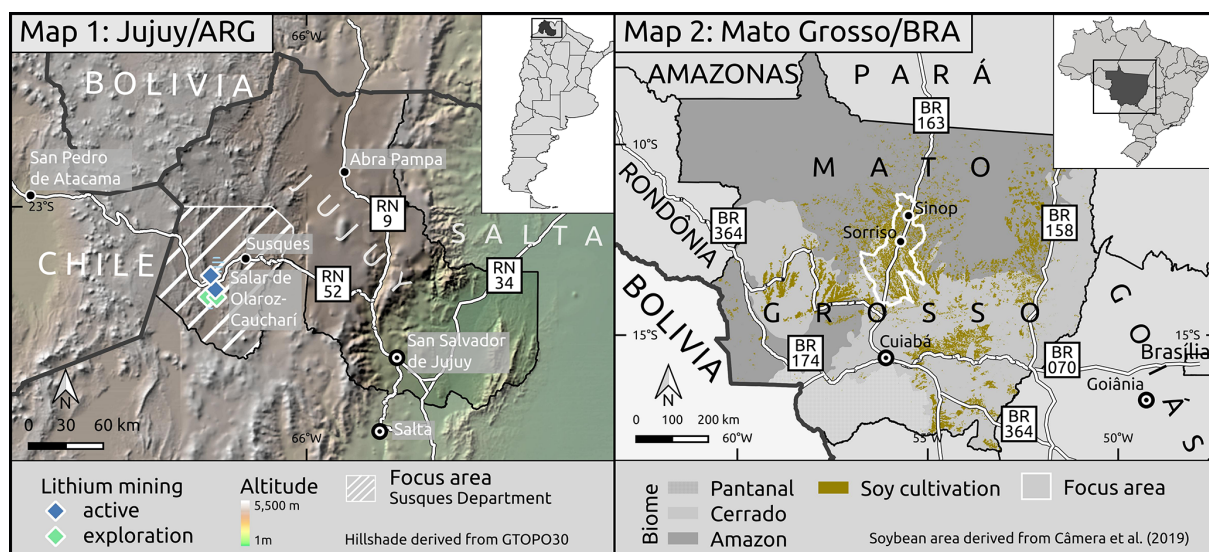 Map 1: Jujuy/ARG
66°W
BOLIVIA
San Pedro
de Atacama
23°S
Abra Pampa
JUJUY
RN
9
SALTA
CHILE
Susques
Salar de
Olaroz-
Caucharí
RN
52
RN
34
San Salvador
de Jujuy
N
0 30 60 km
66°W
Salta
Lithium mining
active
exploration
Altitude
5,500 m
1m
Focus area
Susques Department
Hillshade derived from GTOPO30
Map 2: Mato Grosso/BRA
AMAZONAS
PARÁ
BR
163
10°S
MATO
RONDÔNIA
Sinop
BR
364
Sorriso
BR
158
BOLIVIA
GROSSO
GOIÁS
15°S
15°S
Cuiabá
BR
174
BR
070
Brasília
Goiânia
N
0 100 200 km
BR
364
60°W
55°W
50°W
Biome
Pantanal
Cerrado
Amazon
Soy cultivation
Focus area
Soybean area derived from Câmera et al. (2019)